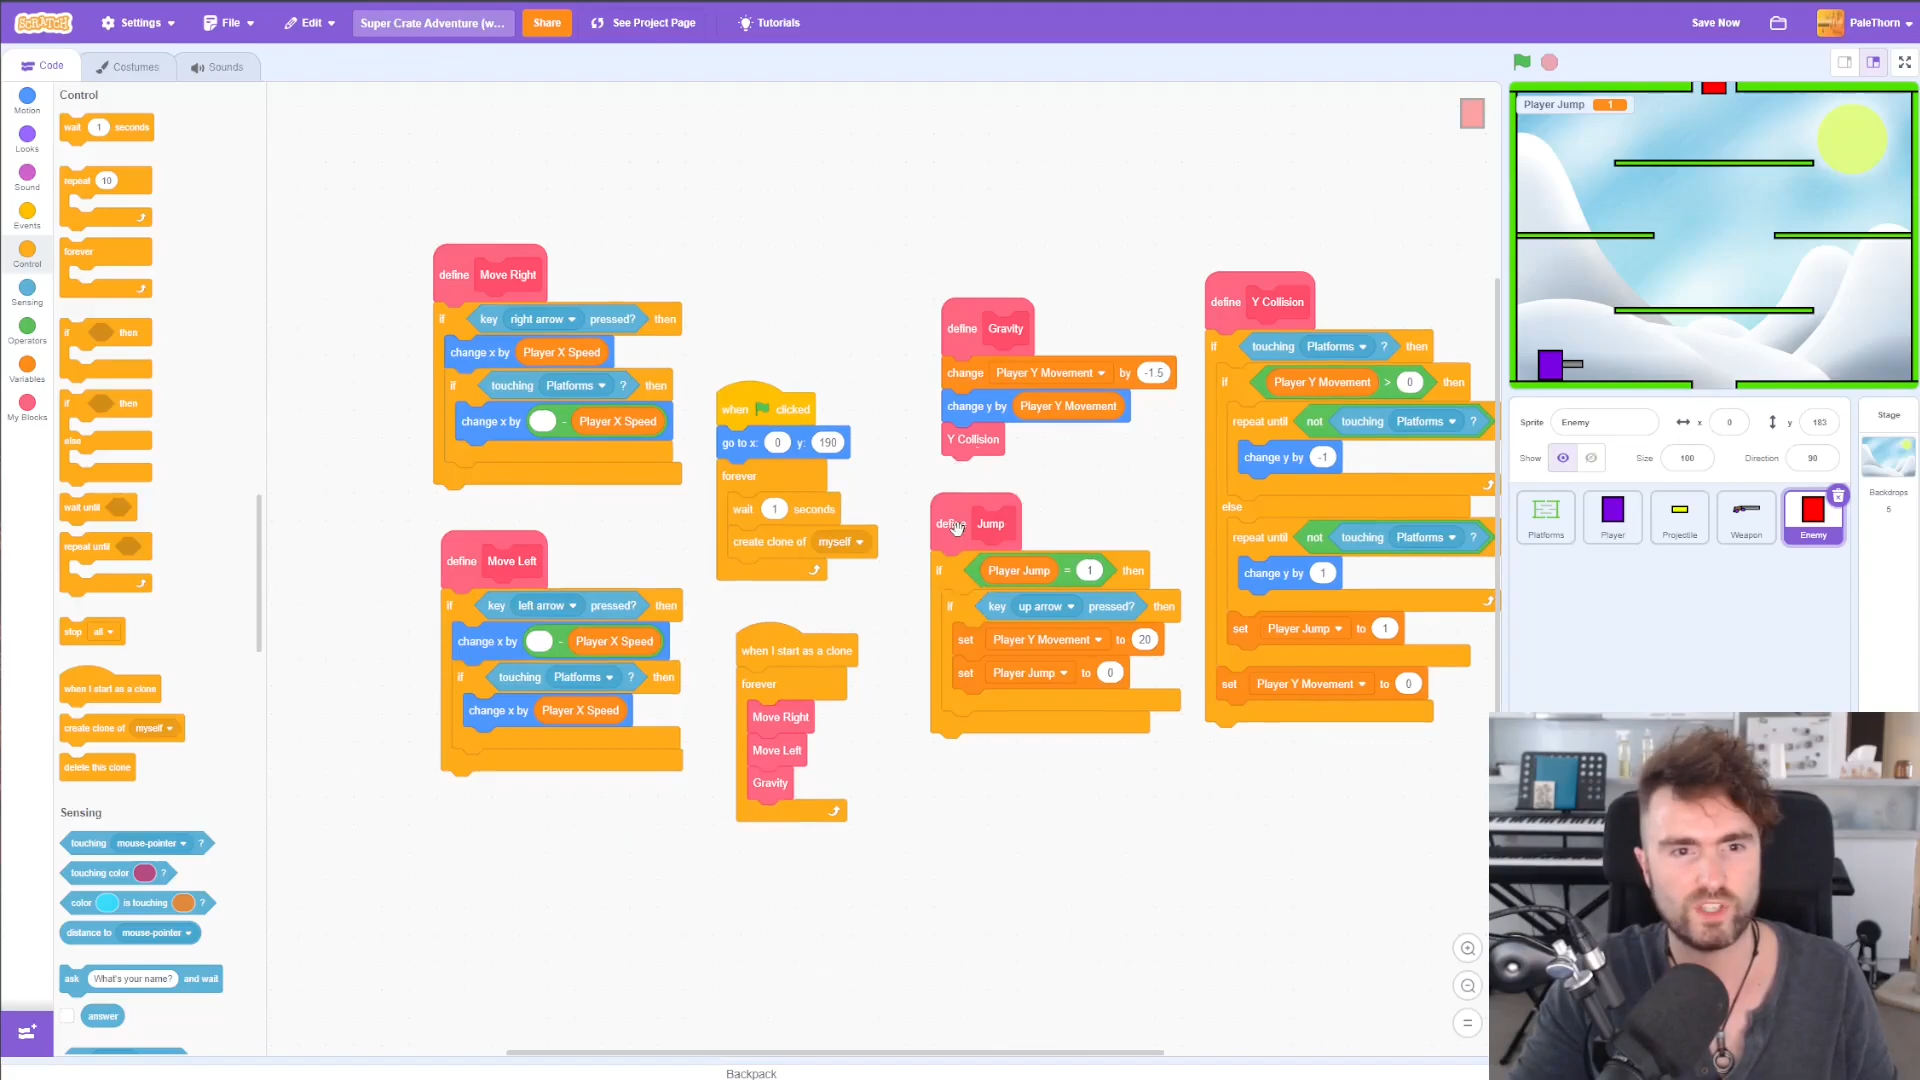 SCRATCH
Settings
File
Edit
Super Crate Adventure (w...
Share
See Project Page
Tutorials
Save Now
PaleThorn
Code
Costumes
Sounds
Motion
Looks
Sound
Events
Control
Sensing
Operators
Variables
My Blocks
Control
wait 1 seconds
repeat 10
forever
if then
if then
else
wait until
repeat until
stop all
when I start as a clone
create clone of myself
delete this clone
Sensing
touching mouse-pointer ?
touching color ?
color is touching ?
distance to mouse-pointer
ask What's your name? and wait
answer
define Move Right
if key right arrow pressed? then
change x by Player X Speed
if touching Platforms ? then
change x by - Player X Speed
define Move Left
if key left arrow pressed? then
change x by - Player X Speed
if touching Platforms ? then
change x by Player X Speed
when clicked
go to x: 0 y: 190
forever
wait 1 seconds
create clone of myself
when I start as a clone
forever
Move Right
Move Left
Gravity
define Gravity
change Player Y Movement by -1.5
change y by Player Y Movement
Y Collision
define Jump
if Player Jump = 1 then
if key up arrow pressed? then
set Player Y Movement to 20
set Player Jump to 0
define Y Collision
if touching Platforms ? then
if Player Y Movement > 0 then
repeat until not touching Platforms ?
change y by -1
else
repeat until not touching Platforms ?
change y by 1
set Player Jump to 1
set Player Y Movement to 0
Player Jump 1
Sprite Enemy x 0 y 183
Show Size 100 Direction 90
Platforms
Player
Projectile
Weapon
Enemy
Stage
Backdrops
5
Backpack